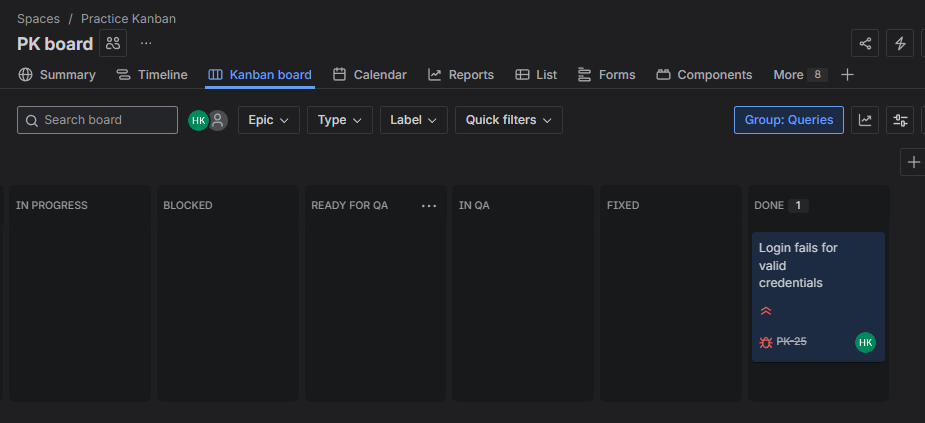 Spaces / Practice Kanban
PK board
Summary Timeline Kanban board Calendar Reports List Forms Components More 8
Search board HK Epic Type Label Quick filters Group: Queries
IN PROGRESS BLOCKED READY FOR QA IN QA FIXED DONE 1
Login fails for
valid
credentials
PK-25 HK